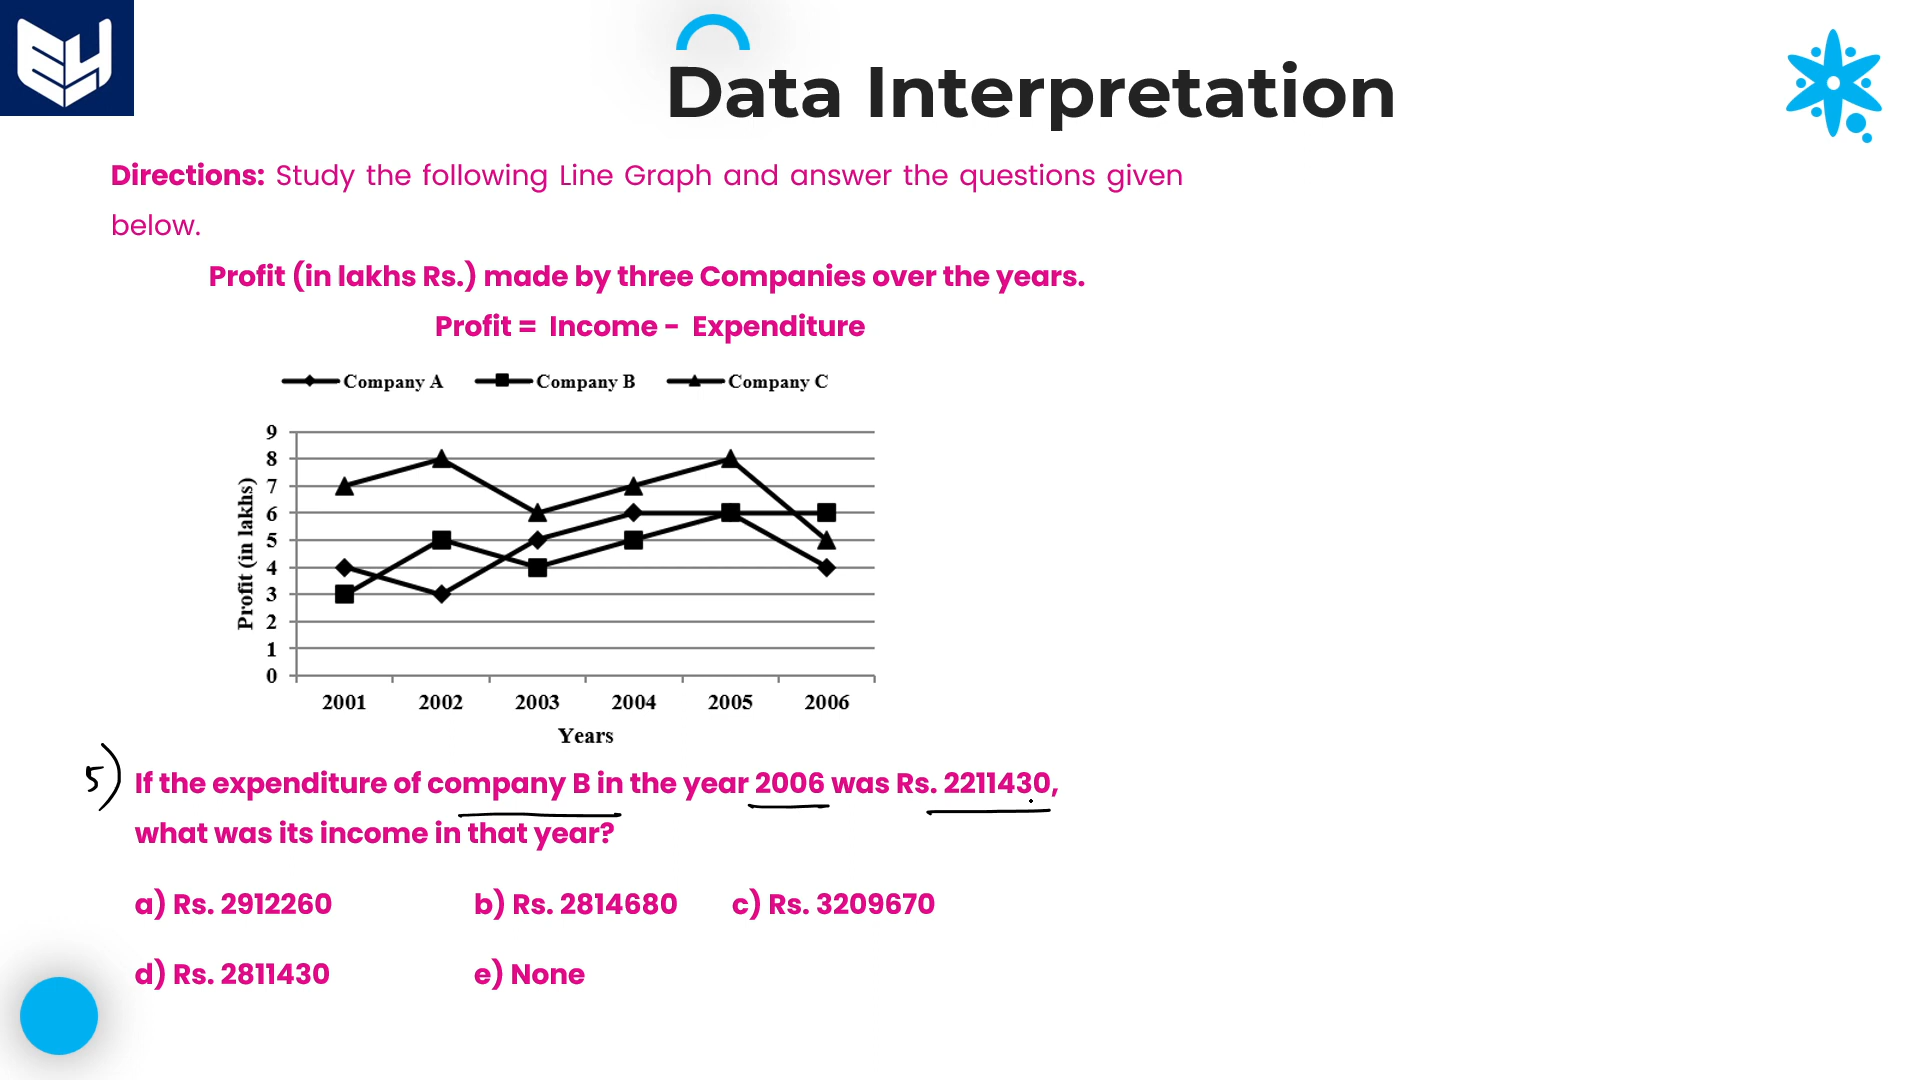 Data Interpretation
Directions: Study the following Line Graph and answer the questions given
below.
Profit (in lakhs Rs.) made by three Companies over the years.
Profit = Income - Expenditure
Company A Company B Company C
Profit (in lakhs)
9
8
7
6
5
4
3
2
1
0
2001 2002 2003 2004 2005 2006
Years
5) If the expenditure of company B in the year 2006 was Rs. 2211430,
what was its income in that year?
a) Rs. 2912260 b) Rs. 2814680 c) Rs. 3209670
d) Rs. 2811430 e) None